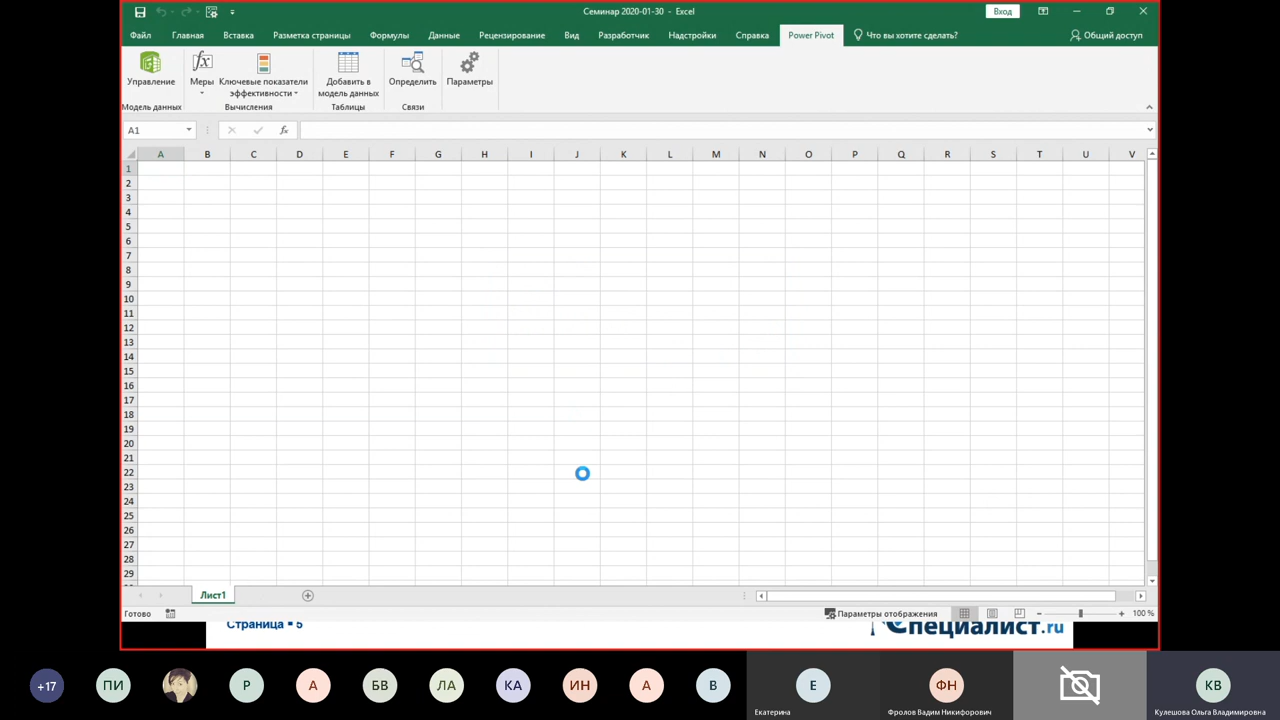 Семинар 2020-01-30 - Excel
Вход
Файл Главная Вставка Разметка страницы Формулы Данные Рецензирование Вид Разработчик Надстройки Справка Power Pivot Что вы хотите сделать? Общий доступ
fx
Управление Меры Ключевые показатели эффективности Добавить в модель данных Определить Параметры
Модель данных Вычисления Таблицы Связи
A1 fx
A B C D E F G H I J K L M N O P Q R S T U V
1
2
3
4
5
6
7
8
9
10
11
12
13
14
15
16
17
18
19
20
21
22
23
24
25
26
27
28
29
Лист1
Готово Параметры отображения 100 %
Страница ▪ 5 Специалист.ru
+17 ПИ Р А БВ ЛА КА ИН А В Е ФН КВ
Екатерина Фролов Вадим Никифорович Кулешова Ольга Владимировна